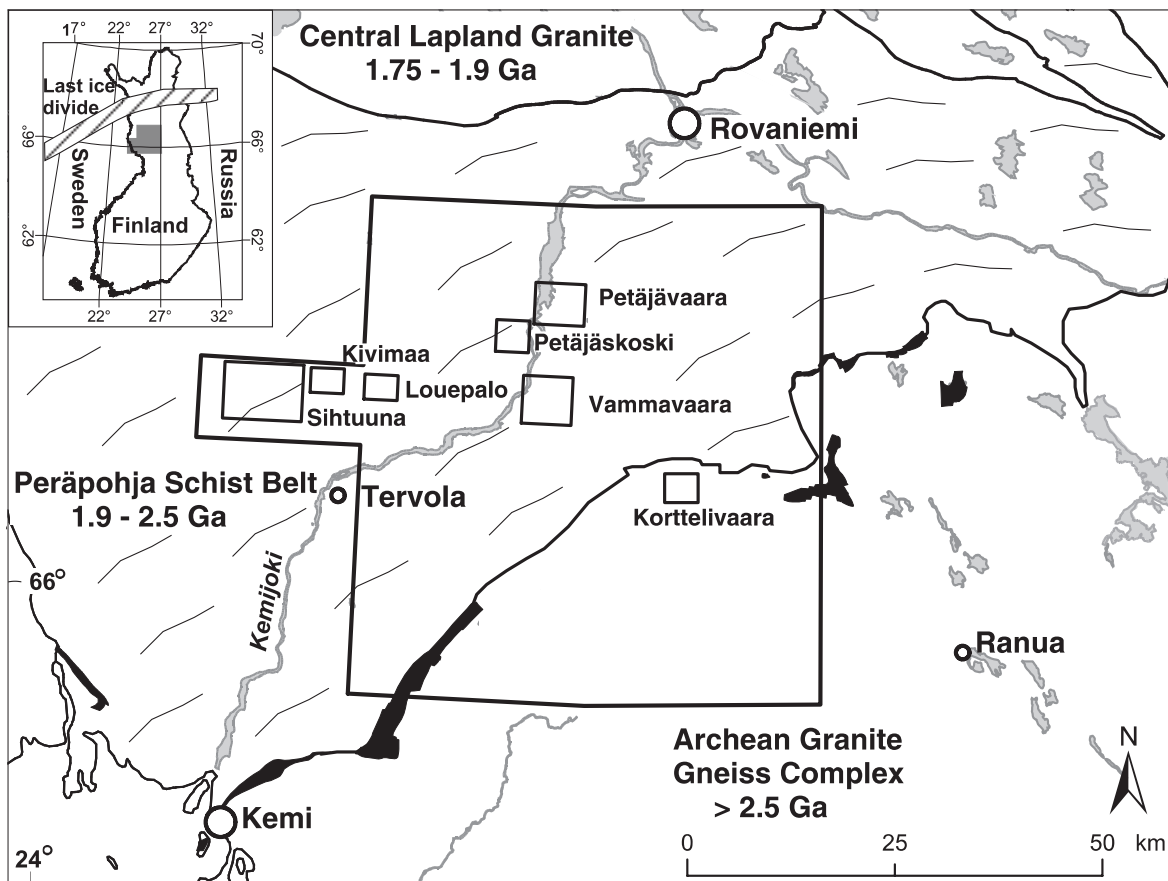 17° 22° 27° 32°
70°
Last ice
divide
66° 66°
Sweden
Russia
Finland
62° 62°
22° 27° 32°
Central Lapland Granite
1.75 - 1.9 Ga
Rovaniemi
Petäjävaara
Petäjäskoski
Kivimaa
Louepalo
Sihtuuna
Vammavaara
Peräpohja Schist Belt
1.9 - 2.5 Ga
Tervola
Korttelivaara
Kemijoki
66°
Ranua
Archean Granite
Gneiss Complex
> 2.5 Ga
N
Kemi
24°
0 25 50 km